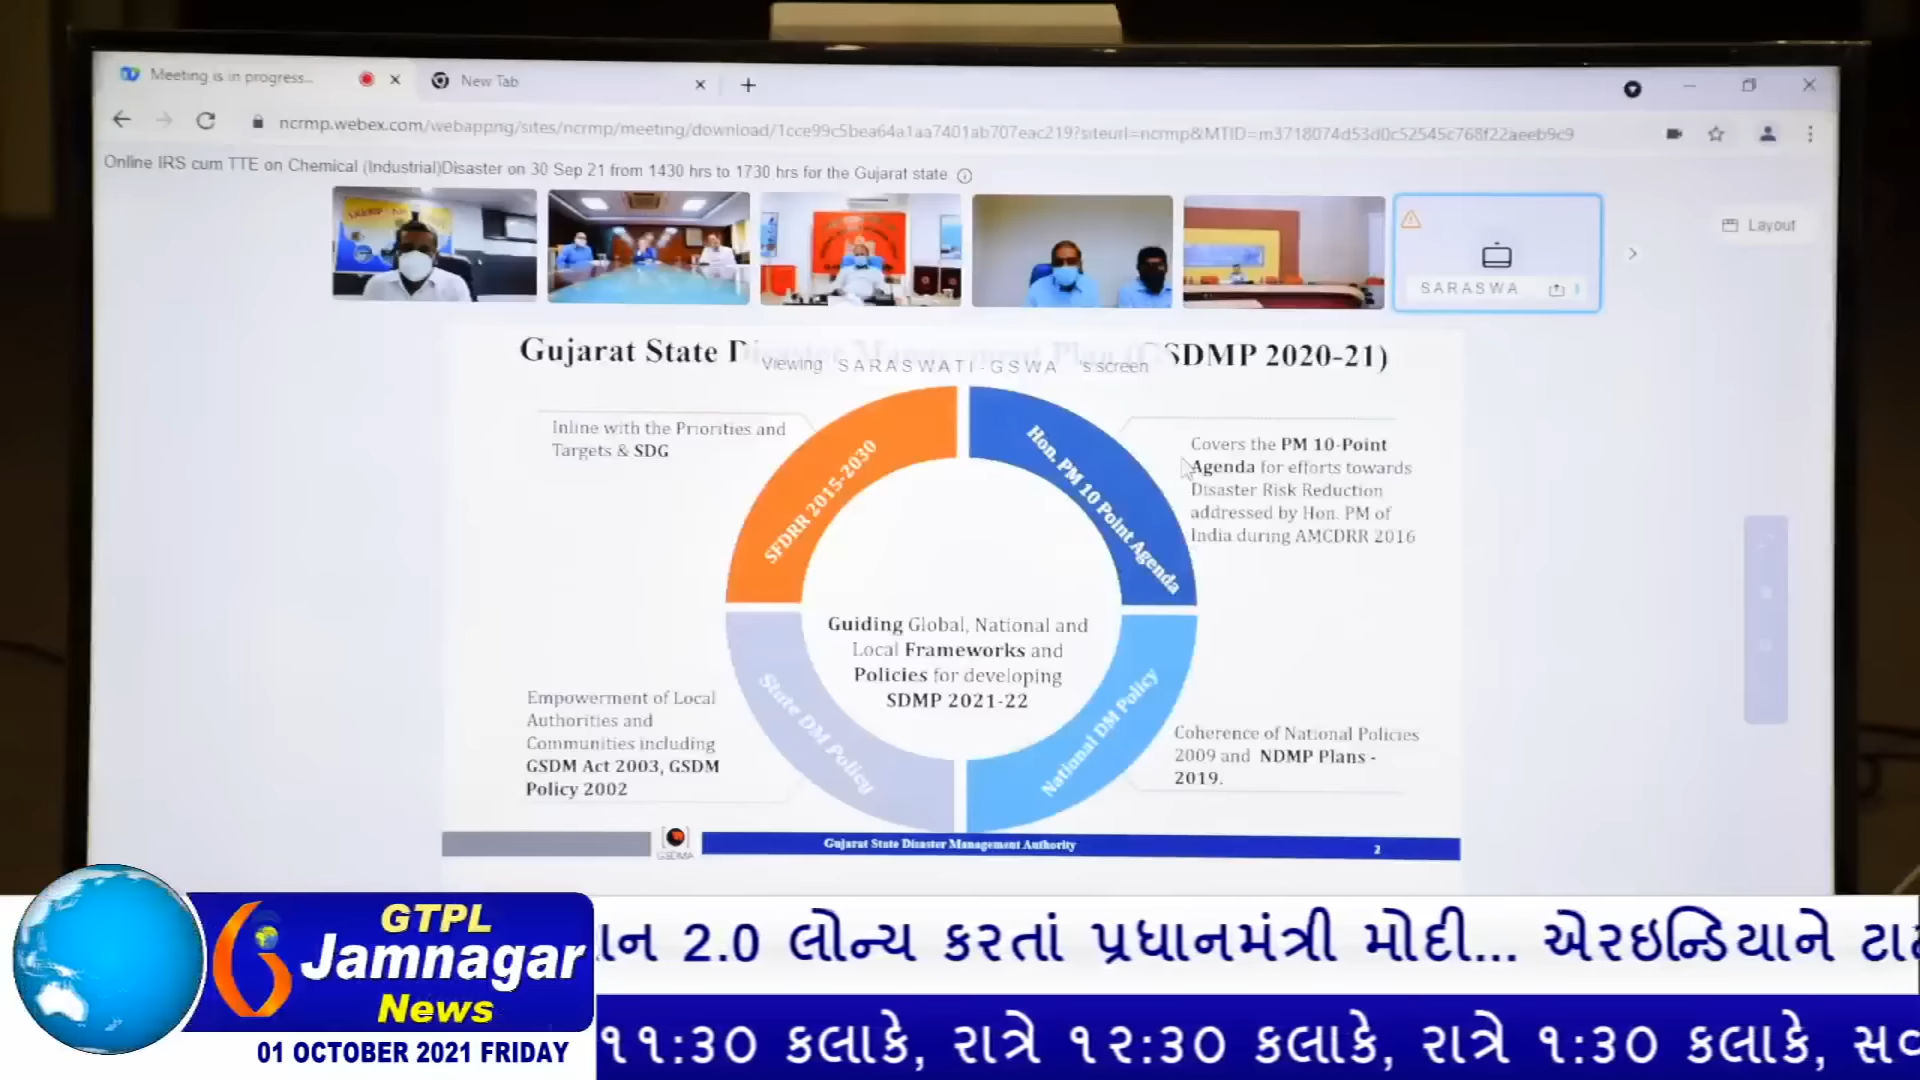 Meeting is in progress...
New Tab
ncrmp.webex.com/webappng/sites/ncrmp/meeting/download/1cce99c5bea64a1aa7401ab707eac219?siteurl=ncrmp&MTID=m3718074d53d0c52545c768f22aeeb9c9
Online IRS cum TTE on Chemical (Industrial)Disaster on 30 Sep 21 from 1430 hrs to 1730 hrs for the Gujarat state
Layout
SARASWA
Gujarat State Disaster Management Plan (GSDMP 2020-21)
Viewing SARASWATI-GSWA 's screen
Inline with the Priorities and
Targets & SDG
SFDRR 2015-2030
Hon. PM 10 Point Agenda
Covers the PM 10-Point
Agenda for efforts towards
Disaster Risk Reduction
addressed by Hon. PM of
India during AMCDRR 2016
Guiding Global, National and
Local Frameworks and
Policies for developing
SDMP 2021-22
Empowerment of Local
Authorities and
Communities including
GSDM Act 2003, GSDM
Policy 2002
State DM Policy
National DM Policy
Coherence of National Policies
2009 and NDMP Plans -
2019.
GSDMA
Gujarat State Disaster Management Authority
2
GTPL
Jamnagar
News
01 OCTOBER 2021 FRIDAY
ાન 2.0 લોન્ચ કરતાં પ્રધાનમંત્રી મોદી... એરઇન્ડિયાને
૧૧:30 કલાકે, રાત્રે ૧૨:30 કલાકે, રાત્રે ૧:30 કલાકે,